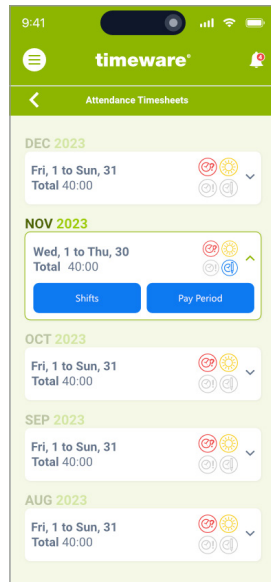 9:41
timeware®
4
Attendance Timesheets
DEC 2023
Fri, 1 to Sun, 31
Total 40:00
NOV 2023
Wed, 1 to Thu, 30
Total 40:00
Shifts
Pay Period
OCT 2023
Fri, 1 to Sun, 31
Total 40:00
SEP 2023
Fri, 1 to Sun, 31
Total 40:00
AUG 2023
Fri, 1 to Sun, 31
Total 40:00